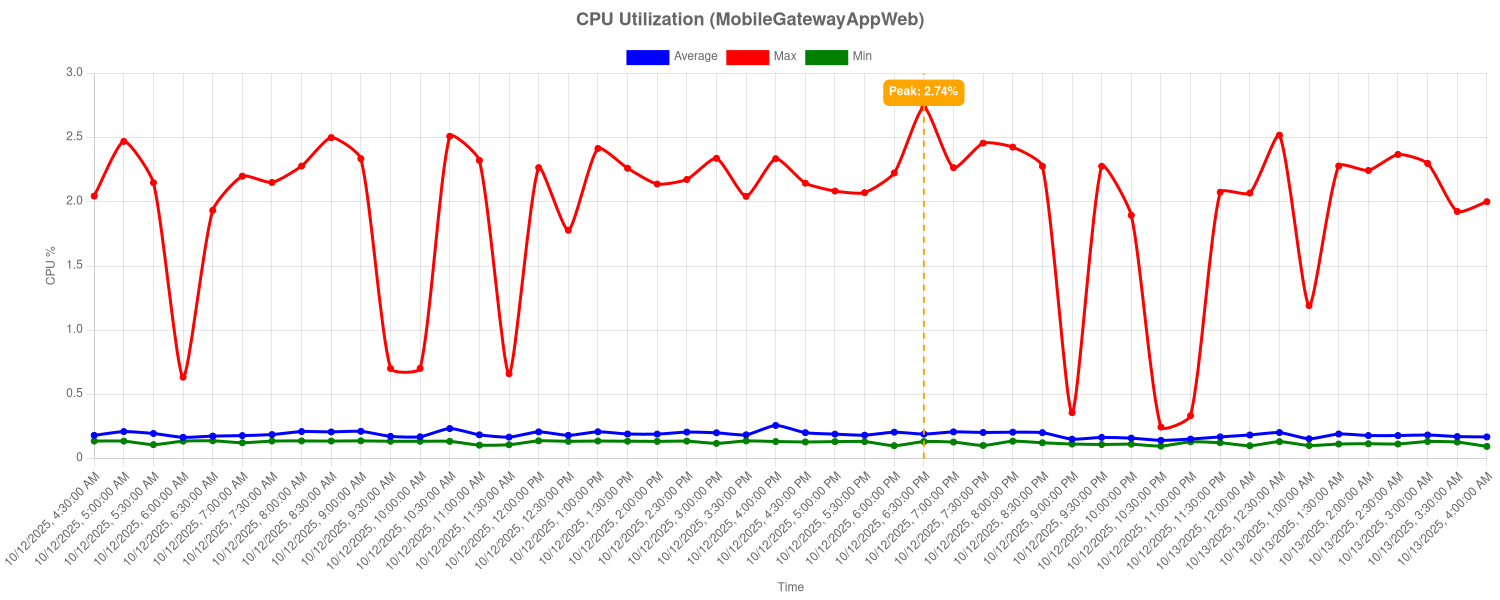 CPU Utilization (MobileGatewayAppWeb)
Average Max Min
3.0
2.5
2.0
1.5
1.0
0.5
0
CPU %
Peak: 2.74%
10/12/2025, 4:30:00 AM
10/12/2025, 5:00:00 AM
10/12/2025, 5:30:00 AM
10/12/2025, 6:00:00 AM
10/12/2025, 6:30:00 AM
10/12/2025, 7:00:00 AM
10/12/2025, 7:30:00 AM
10/12/2025, 8:00:00 AM
10/12/2025, 8:30:00 AM
10/12/2025, 9:00:00 AM
10/12/2025, 9:30:00 AM
10/12/2025, 10:00:00 AM
10/12/2025, 10:30:00 AM
10/12/2025, 11:00:00 AM
10/12/2025, 11:30:00 AM
10/12/2025, 12:00:00 PM
10/12/2025, 12:30:00 PM
10/12/2025, 1:00:00 PM
10/12/2025, 1:30:00 PM
10/12/2025, 2:00:00 PM
10/12/2025, 2:30:00 PM
10/12/2025, 3:00:00 PM
10/12/2025, 3:30:00 PM
10/12/2025, 4:00:00 PM
10/12/2025, 4:30:00 PM
10/12/2025, 5:00:00 PM
10/12/2025, 5:30:00 PM
10/12/2025, 6:00:00 PM
10/12/2025, 6:30:00 PM
10/12/2025, 7:00:00 PM
10/12/2025, 7:30:00 PM
10/12/2025, 8:00:00 PM
10/12/2025, 8:30:00 PM
10/12/2025, 9:00:00 PM
10/12/2025, 9:30:00 PM
10/12/2025, 10:00:00 PM
10/12/2025, 10:30:00 PM
10/12/2025, 11:00:00 PM
10/12/2025, 11:30:00 PM
10/13/2025, 12:00:00 AM
10/13/2025, 12:30:00 AM
10/13/2025, 1:00:00 AM
10/13/2025, 1:30:00 AM
10/13/2025, 2:00:00 AM
10/13/2025, 2:30:00 AM
10/13/2025, 3:00:00 AM
10/13/2025, 3:30:00 AM
10/13/2025, 4:00:00 AM
Time